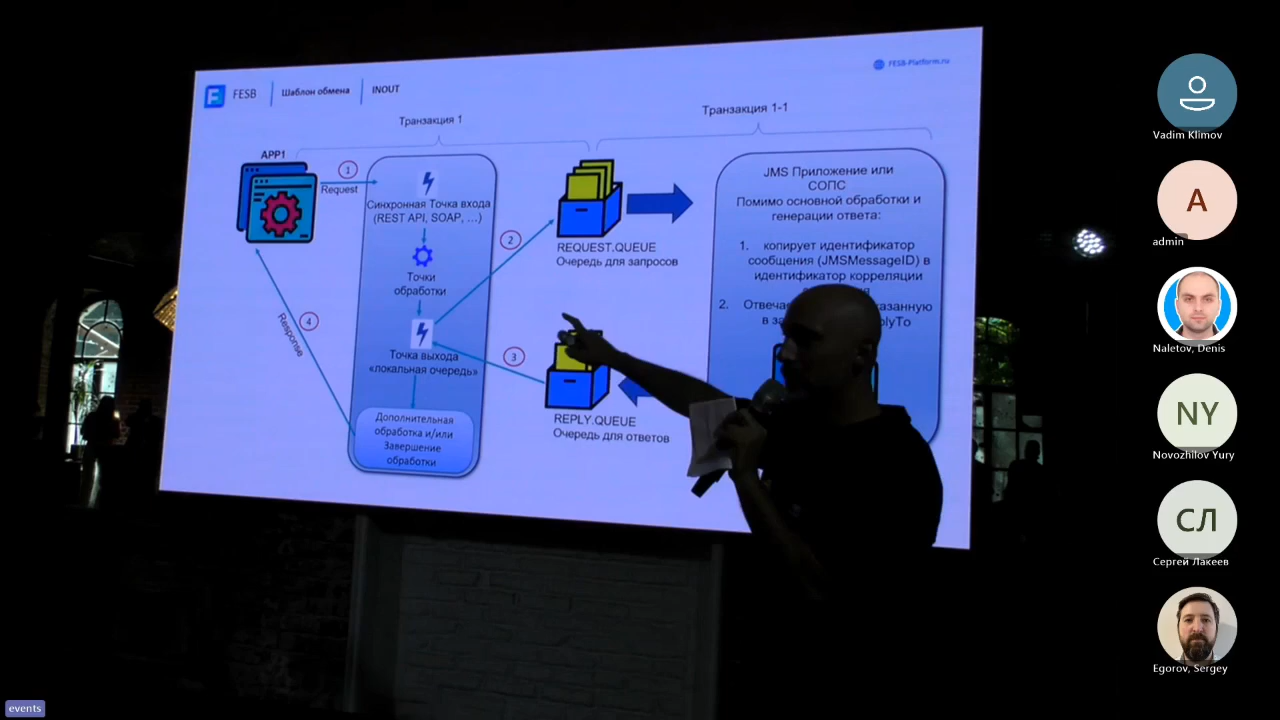 FESB
Шаблон обмена
INOUT
FESB-Platform.ru
Транзакция 1
Транзакция 1-1
APP1
1
Request
Синхронная Точка входа
(REST API, SOAP, ...)
Точки
обработки
Точка выхода
«локальная очередь»
Дополнительная
обработка и/или
Завершение
обработки
4
Response
2
3
REQUEST.QUEUE
Очередь для запросов
REPLY.QUEUE
Очередь для ответов
JMS Приложение или
СОПС
Помимо основной обработки и
генерации ответа:
1. копирует идентификатор
сообщения (JMSMessageID) в
идентификатор корреляции
2.
в
Vadim Klimov
A
admin
Naletov, Denis
NY
Novozhilov Yury
СЛ
Сергей Лакеев
Egorov, Sergey
events